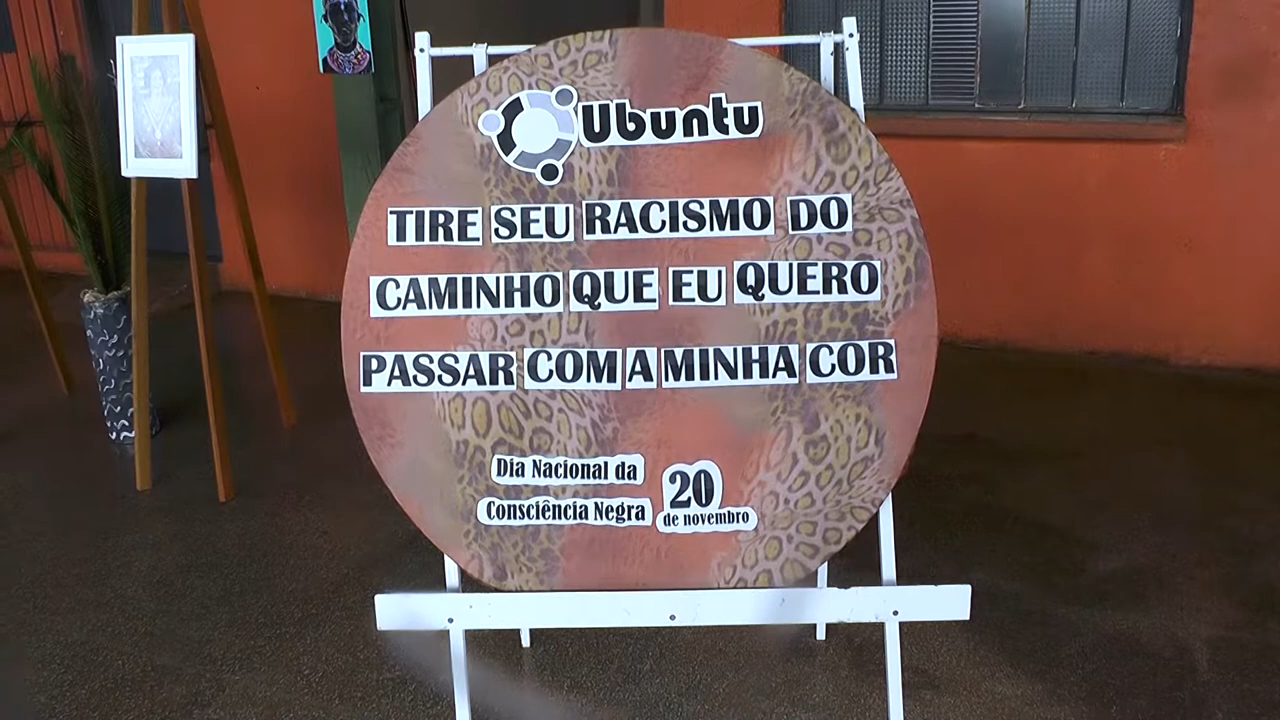 Ubuntu
TIRE SEU RACISMO DO
CAMINHO QUE EU QUERO
PASSAR COM A MINHA COR
Dia Nacional da
Consciência Negra
20
de novembro